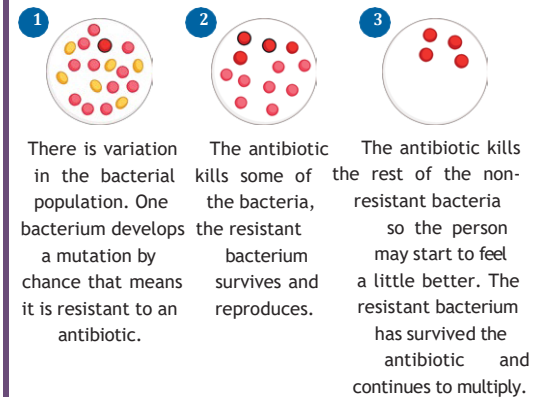 1
There is variation
in the bacterial
population. One
bacterium develops
a mutation by
chance that means
it is resistant to an
antibiotic.
2
The antibiotic
kills some of
the bacteria,
the resistant
bacterium
survives and
reproduces.
3
The antibiotic kills
the rest of the non-
resistant bacteria
so the person
may start to feel
a little better. The
resistant bacterium
has survived the
antibiotic and
continues to multiply.